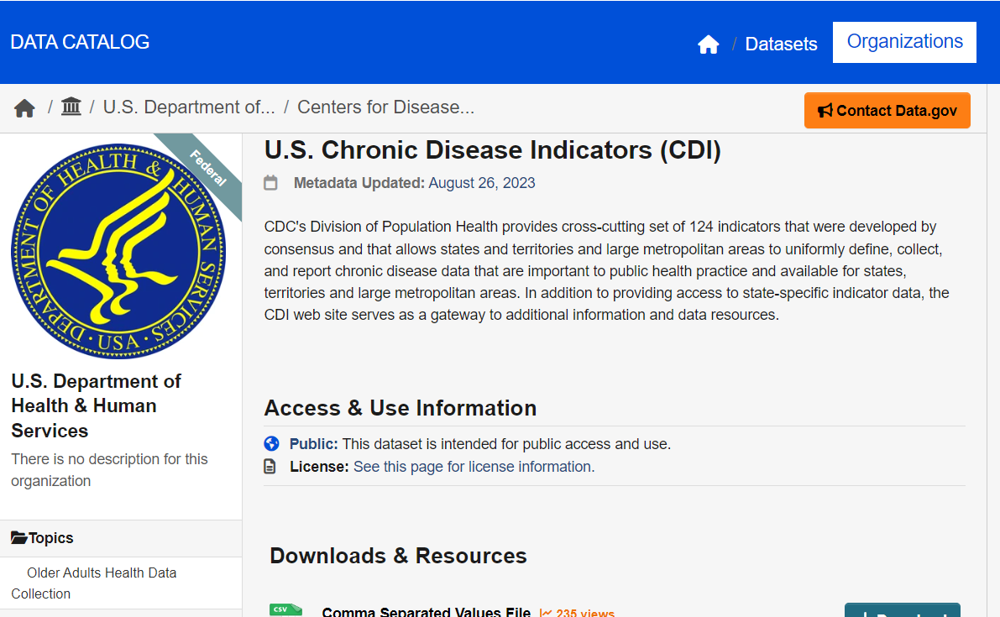 DATA CATALOG
/ Datasets
Organizations
/ / U.S. Department of... / Centers for Disease...
Contact Data.gov
Federal
DEPARTMENT OF HEALTH & HUMAN SERVICES · USA ·
U.S. Department of
Health & Human
Services
There is no description for this
organization
Topics
Older Adults Health Data
Collection
U.S. Chronic Disease Indicators (CDI)
Metadata Updated: August 26, 2023
CDC's Division of Population Health provides cross-cutting set of 124 indicators that were developed by
consensus and that allows states and territories and large metropolitan areas to uniformly define, collect,
and report chronic disease data that are important to public health practice and available for states,
territories and large metropolitan areas. In addition to providing access to state-specific indicator data, the
CDI web site serves as a gateway to additional information and data resources.
Access & Use Information
Public: This dataset is intended for public access and use.
License: See this page for license information.
Downloads & Resources
CSV
Comma Separated Values File 235 views
Download